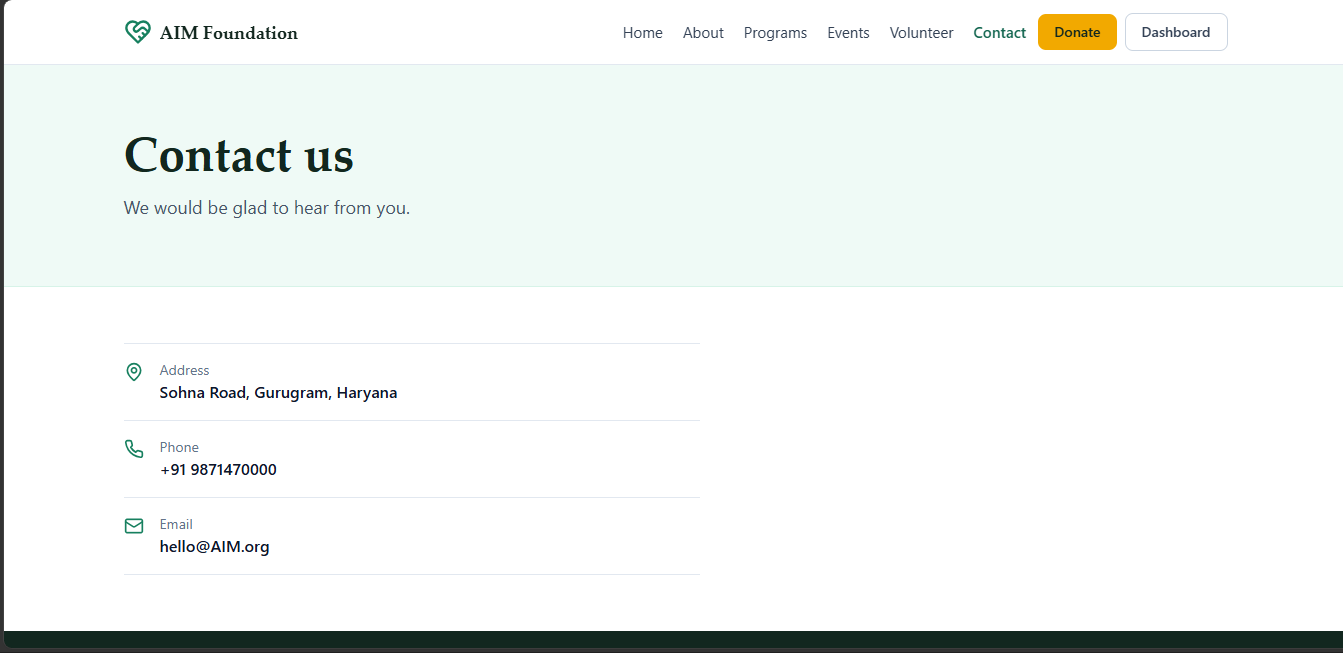 AIM Foundation
Home About Programs Events Volunteer Contact Donate Dashboard
Contact us
We would be glad to hear from you.
Address
Sohna Road, Gurugram, Haryana
Phone
+91 9871470000
Email
hello@AIM.org